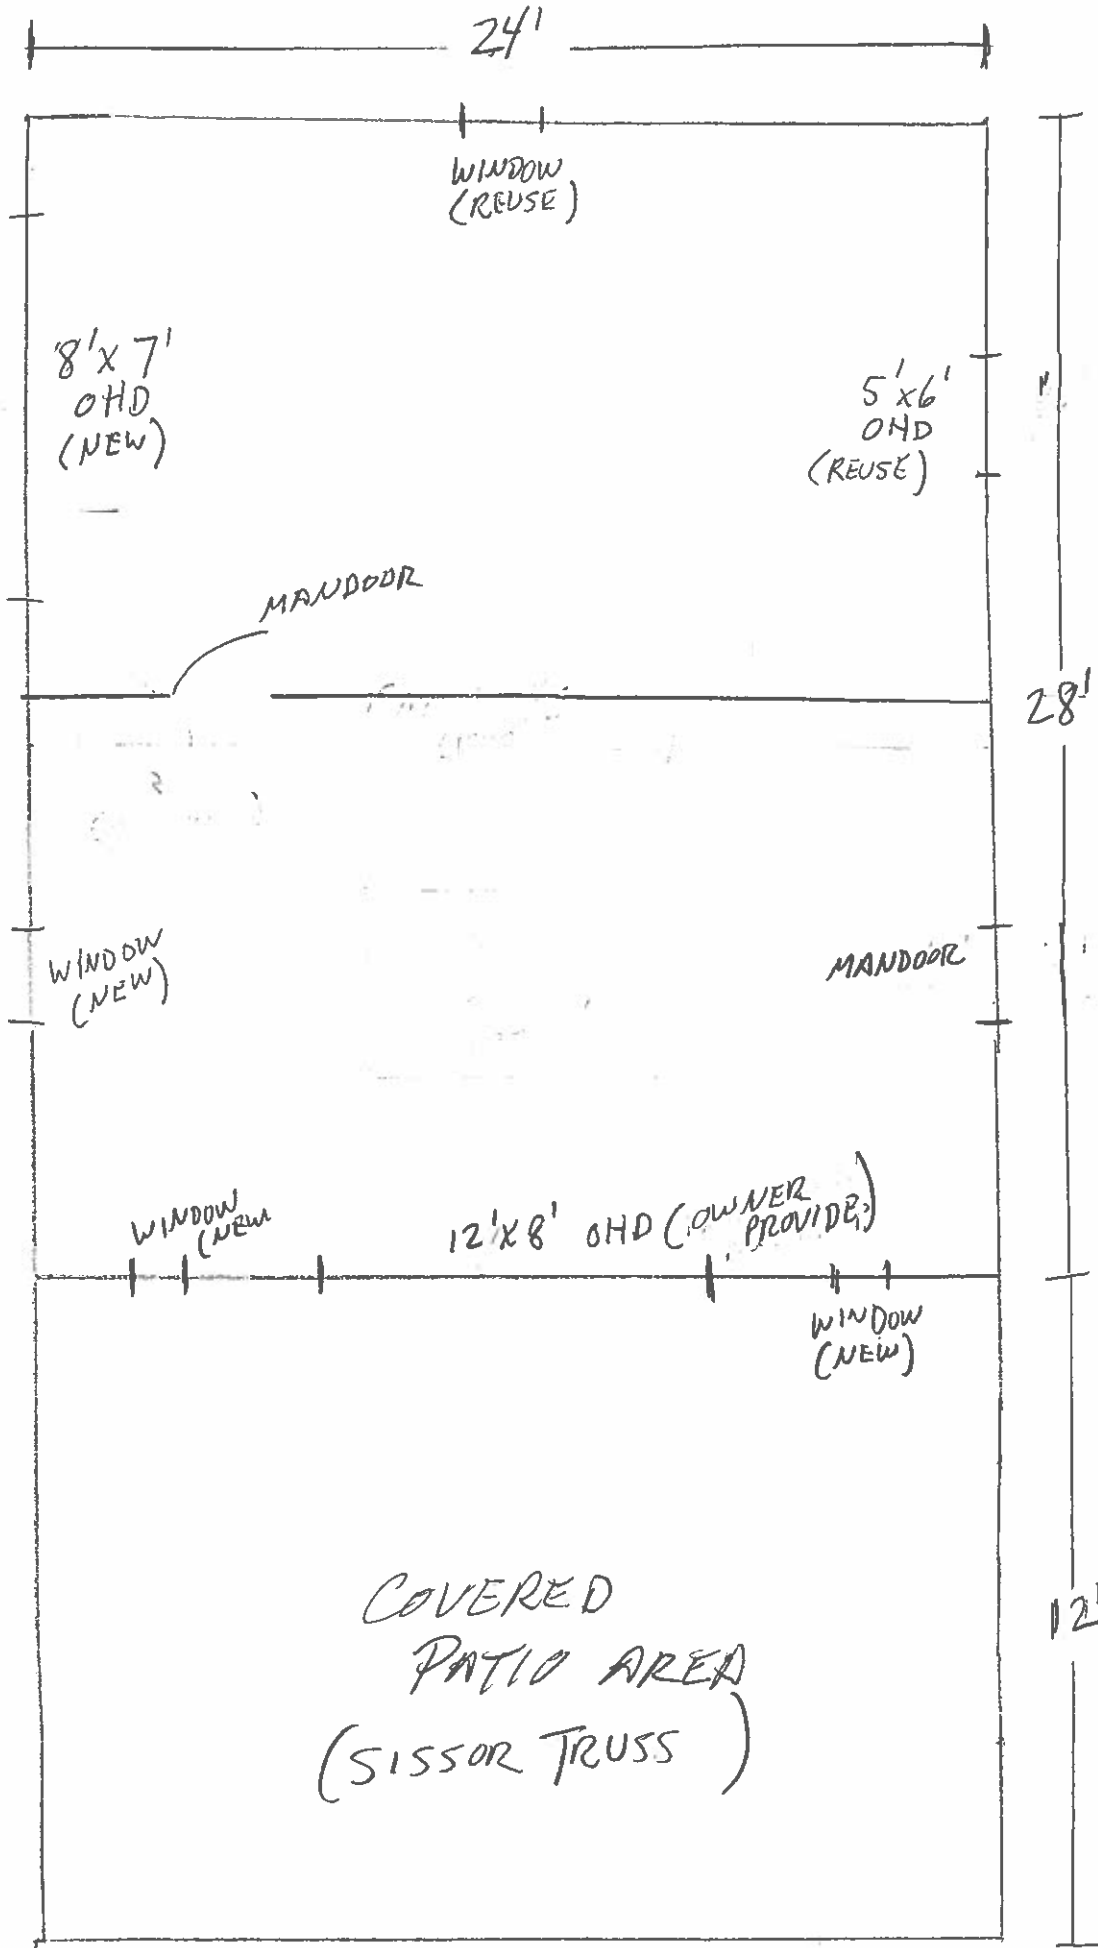 24'
WINDOW
(REUSE)
8'x7'
OHD
(NEW)
5'x6'
OHD
(REUSE)
MANDOOR
28'
WINDOW
(NEW)
MANDOOR
WINDOW
(NEW
12'x8' OHD (OWNER
PROVIDE)
WINDOW
(NEW)
12'
COVERED
PATIO AREA
(SISSOR TRUSS)